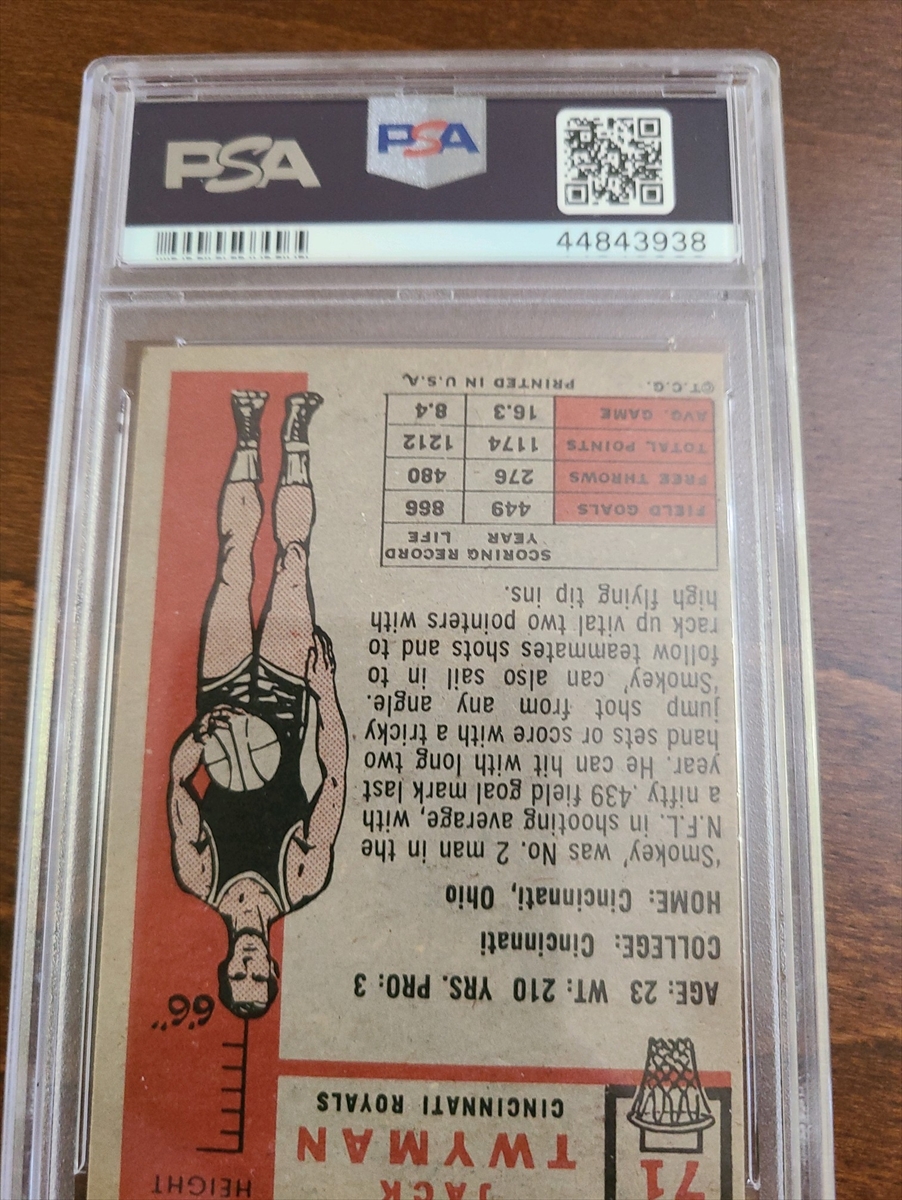 PSA
PSA
44843938
71
JACK
TWYMAN
CINCINNATI ROYALS
HEIGHT
6'6"
AGE: 23 WT: 210 YRS. PRO: 3
COLLEGE: Cincinnati
HOME: Cincinnati, Ohio
'Smokey' was No. 2 man in the
N.F.L. in shooting average, with,
a nifty .439 field goal mark last
year. He can hit with long two
hand sets or score with a tricky
jump shot from any angle.
'Smokey' can also sail in to
follow teammates shots and to
rack up vital two pointers with
high flying tip ins.
SCORING RECORD
YEAR LIFE
FIELD GOALS 449 866
FREE THROWS 276 480
TOTAL POINTS 1174 1212
AVG. GAME 16.3 8.4
©T.C.G. PRINTED IN U.S.A.